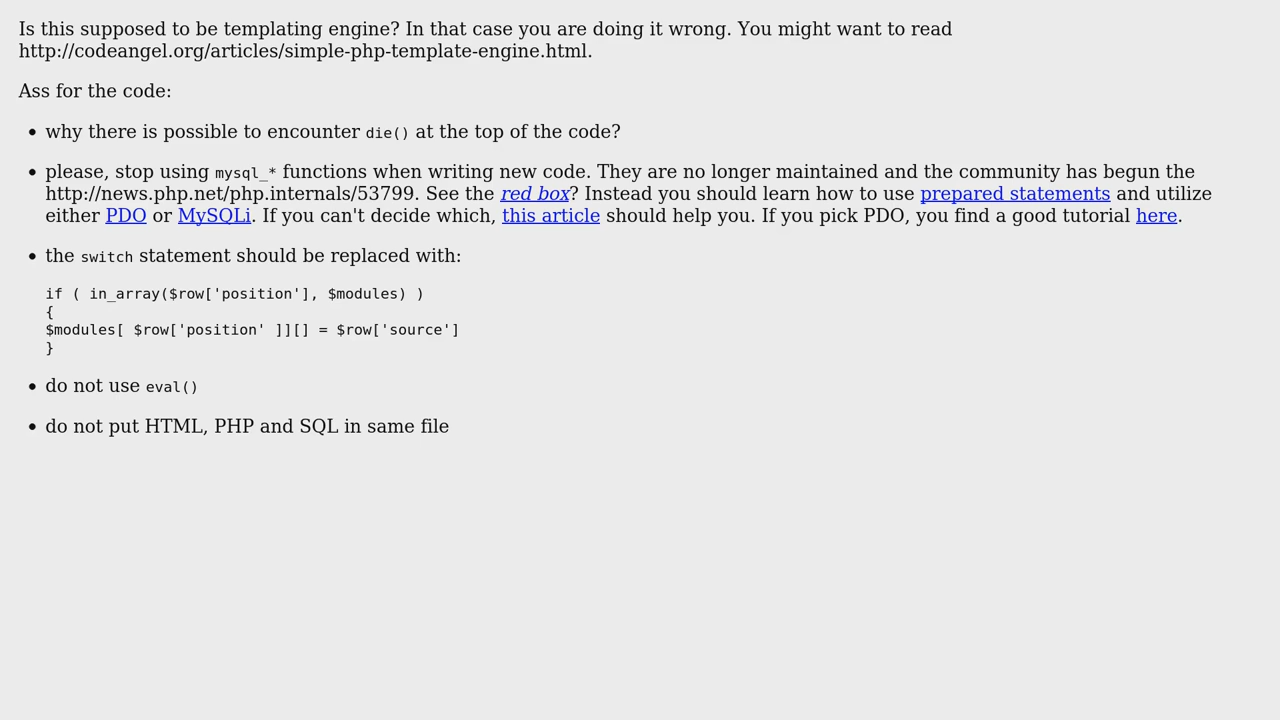 Is this supposed to be templating engine? In that case you are doing it wrong. You might want to read
http://codeangel.org/articles/simple-php-template-engine.html.
Ass for the code:
• why there is possible to encounter die() at the top of the code?
• please, stop using mysql_* functions when writing new code. They are no longer maintained and the community has begun the
http://news.php.net/php.internals/53799. See the red box? Instead you should learn how to use prepared statements and utilize
either PDO or MySQLi. If you can't decide which, this article should help you. If you pick PDO, you find a good tutorial here.
• the switch statement should be replaced with:
if ( in_array($row['position'], $modules) )
{
$modules[ $row['position' ]][] = $row['source']
}
• do not use eval()
• do not put HTML, PHP and SQL in same file